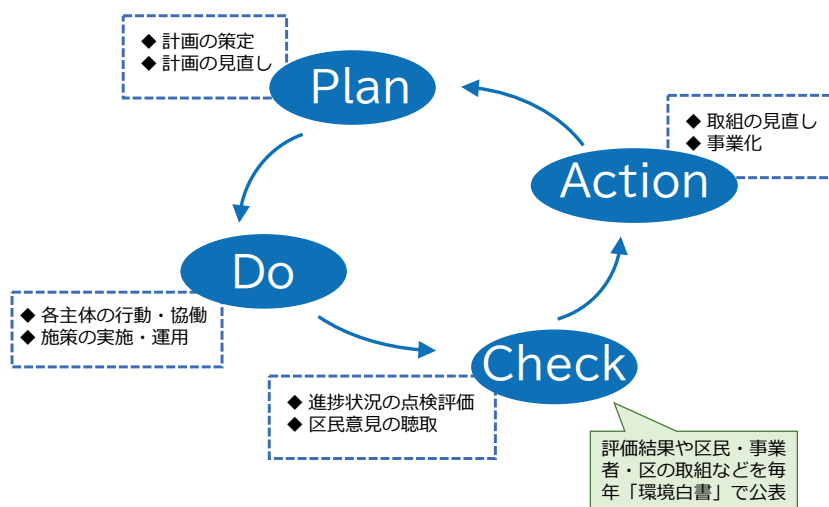 ◆ 計画の策定
◆ 計画の見直し
Plan
◆ 取組の見直し
◆ 事業化
Action
Do
◆ 各主体の行動・協働
◆ 施策の実施・運用
Check
◆ 進捗状況の点検評価
◆ 区民意見の聴取
評価結果や区民・事業
者・区の取組などを毎
年「環境白書」で公表